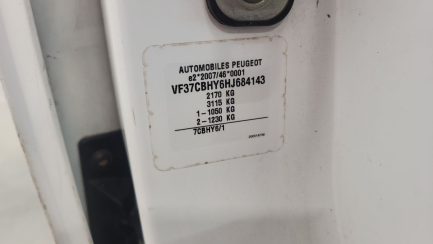 AUTOMOBILES PEUGEOT
e2*2007/46*0001
VF37CBHY6HJ684143
2170 KG
3115 KG
1-1050 KG
2-1230 KG
7CBHY6/1